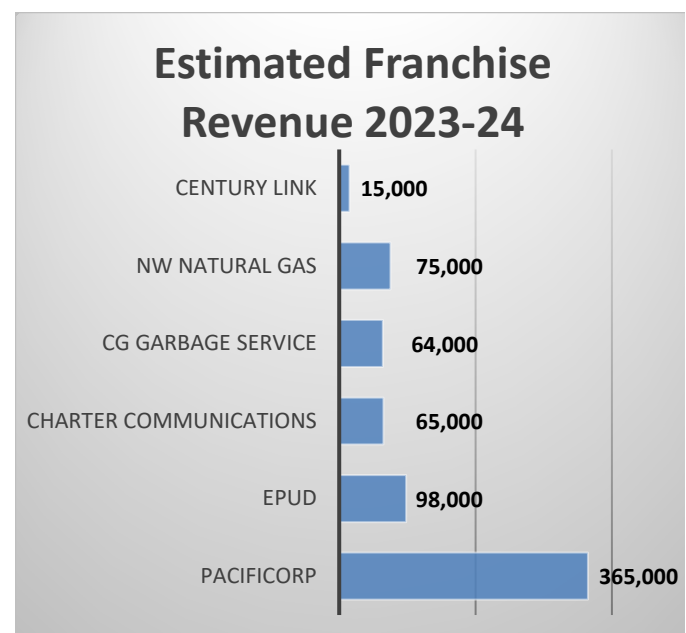 Estimated Franchise
Revenue 2023-24
CENTURY LINK 15,000
NW NATURAL GAS 75,000
CG GARBAGE SERVICE 64,000
CHARTER COMMUNICATIONS 65,000
EPUD 98,000
PACIFICORP 365,000